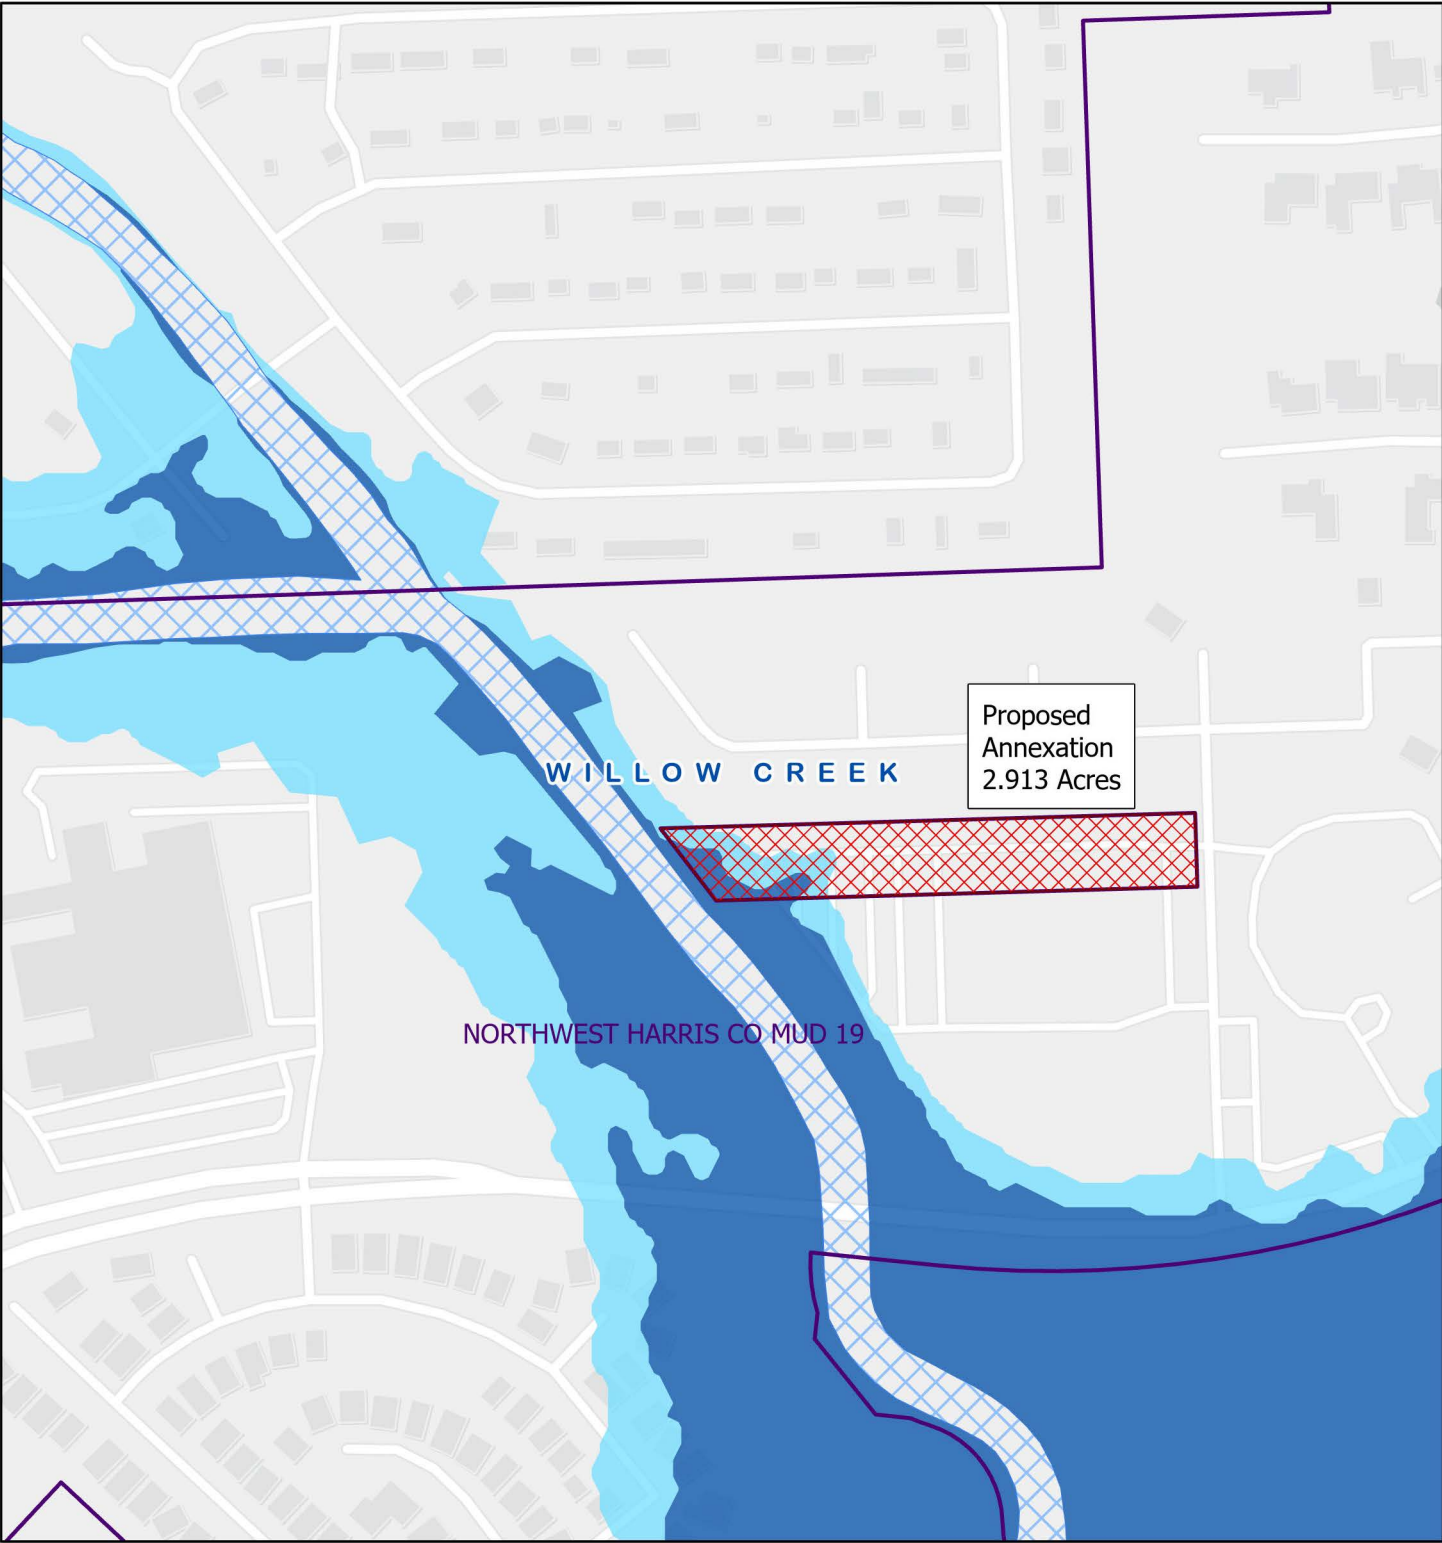 Proposed
Annexation
2.913 Acres
WILLOW CREEK
NORTHWEST HARRIS CO MUD 19